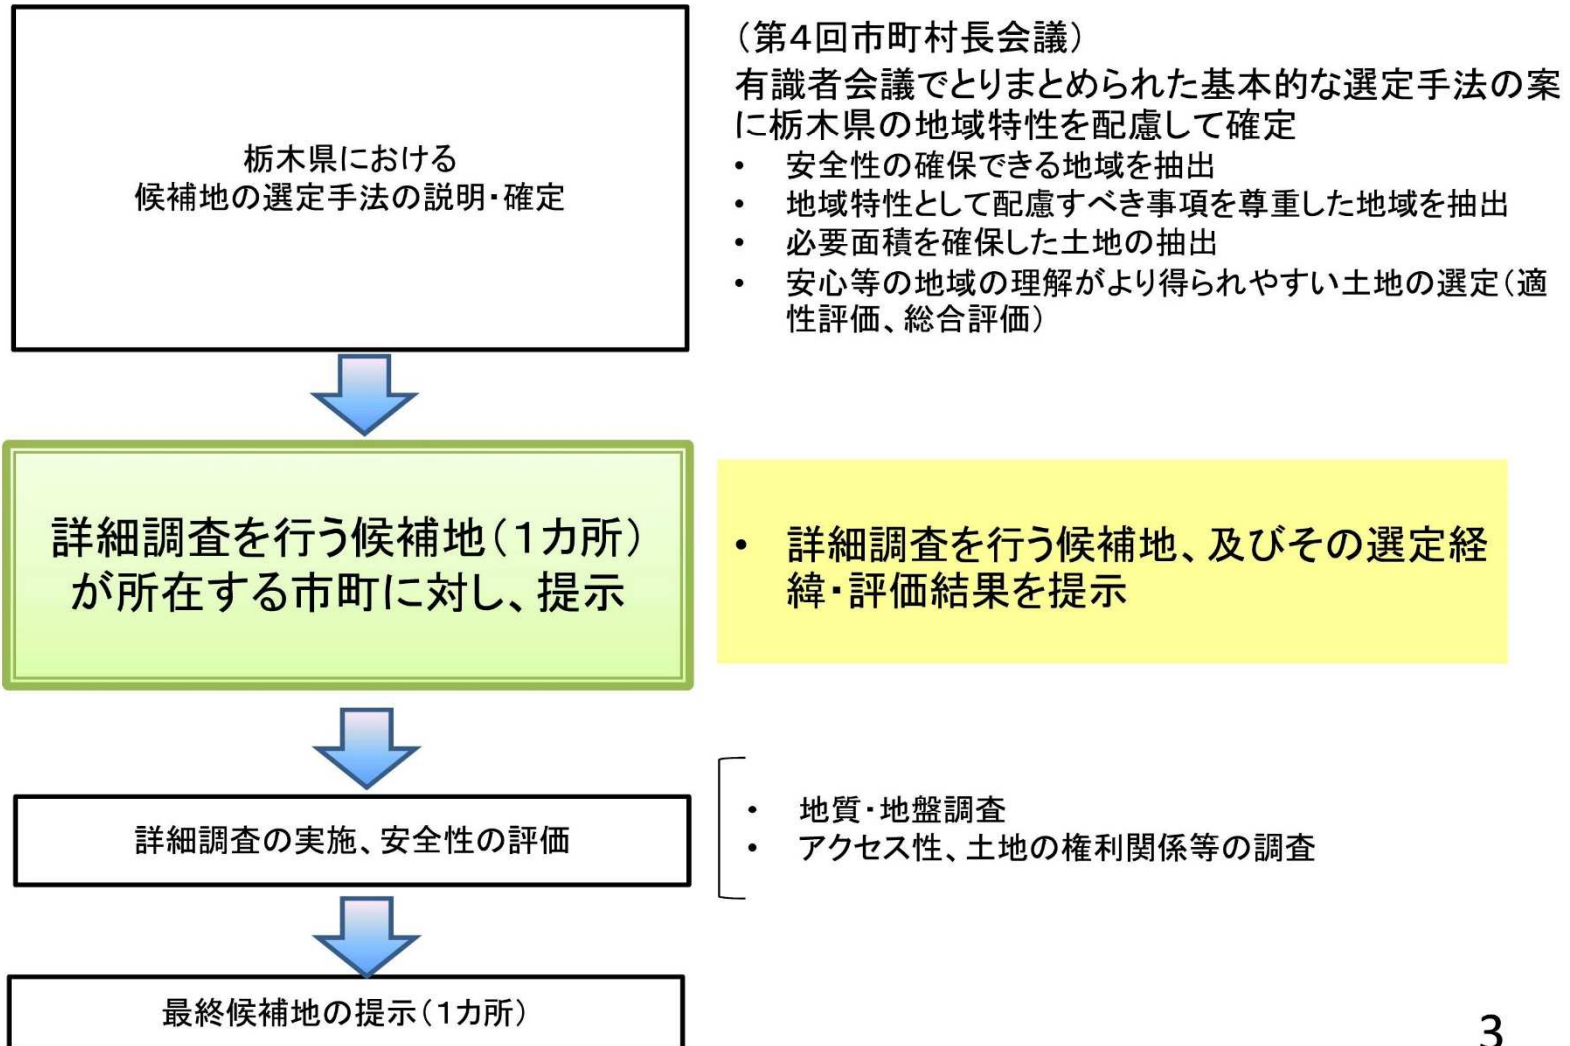 栃木県における
候補地の選定手法の説明・確定
（第4回市町村長会議）
有識者会議でとりまとめられた基本的な選定手法の案
に栃木県の地域特性を配慮して確定
• 安全性の確保できる地域を抽出
• 地域特性として配慮すべき事項を尊重した地域を抽出
• 必要面積を確保した土地の抽出
• 安心等の地域の理解がより得られやすい土地の選定（適
性評価、総合評価）
詳細調査を行う候補地（1カ所）
が所在する市町に対し、提示
• 詳細調査を行う候補地、及びその選定経
緯・評価結果を提示
詳細調査の実施、安全性の評価
• 地質・地盤調査
• アクセス性、土地の権利関係等の調査
最終候補地の提示（1カ所）
3